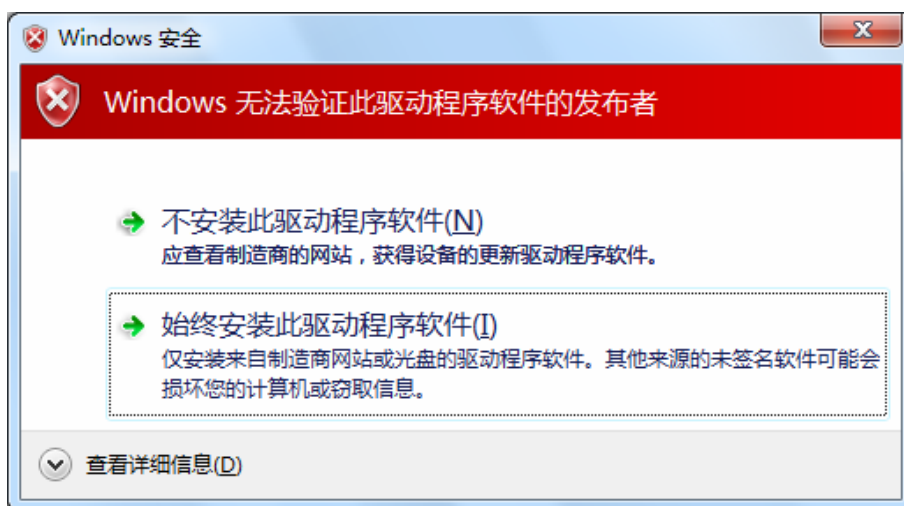 Windows 安全
Windows 无法验证此驱动程序软件的发布者
不安装此驱动程序软件(N)
应查看制造商的网站，获得设备的更新驱动程序软件。
始终安装此驱动程序软件(I)
仅安装来自制造商网站或光盘的驱动程序软件。其他来源的未签名软件可能会
损坏您的计算机或窃取信息。
查看详细信息(D)